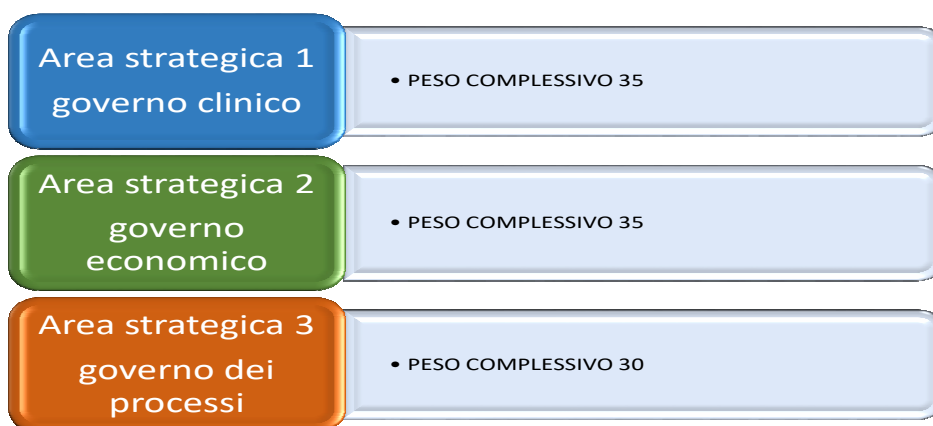 Area strategica 1
governo clinico
• PESO COMPLESSIVO 35
Area strategica 2
governo
economico
• PESO COMPLESSIVO 35
Area strategica 3
governo dei
processi
• PESO COMPLESSIVO 30